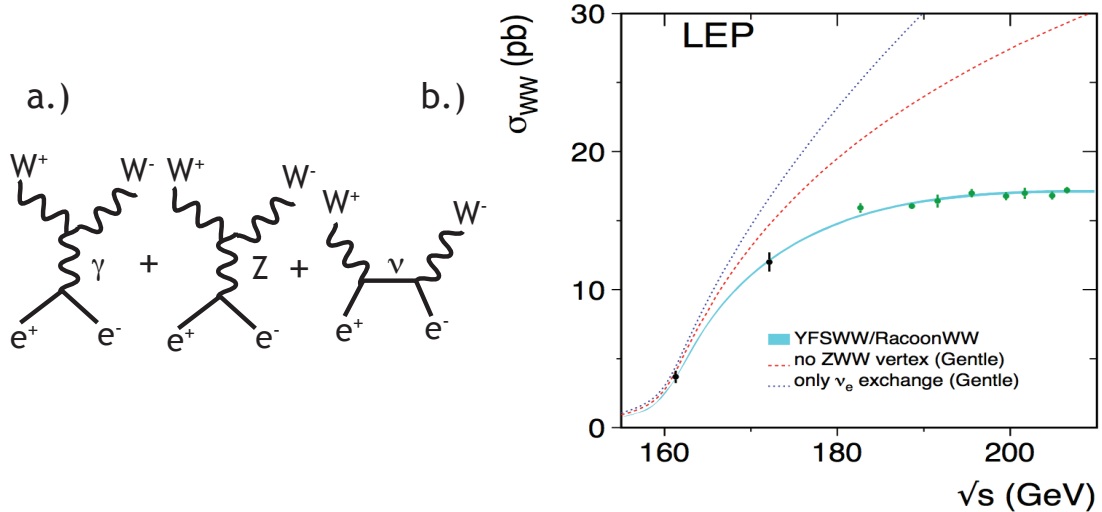 a.)
b.)
W⁺
W⁻
W⁺
W⁻
W⁺
W⁻
γ
+
Z
+
ν
e⁺
e⁻
e⁺
e⁻
e⁺
e⁻
LEP
σWW (pb)
30
20
10
0
YFSWW/RacoonWW
no ZWW vertex (Gentle)
only νe exchange (Gentle)
160
180
200
√s (GeV)